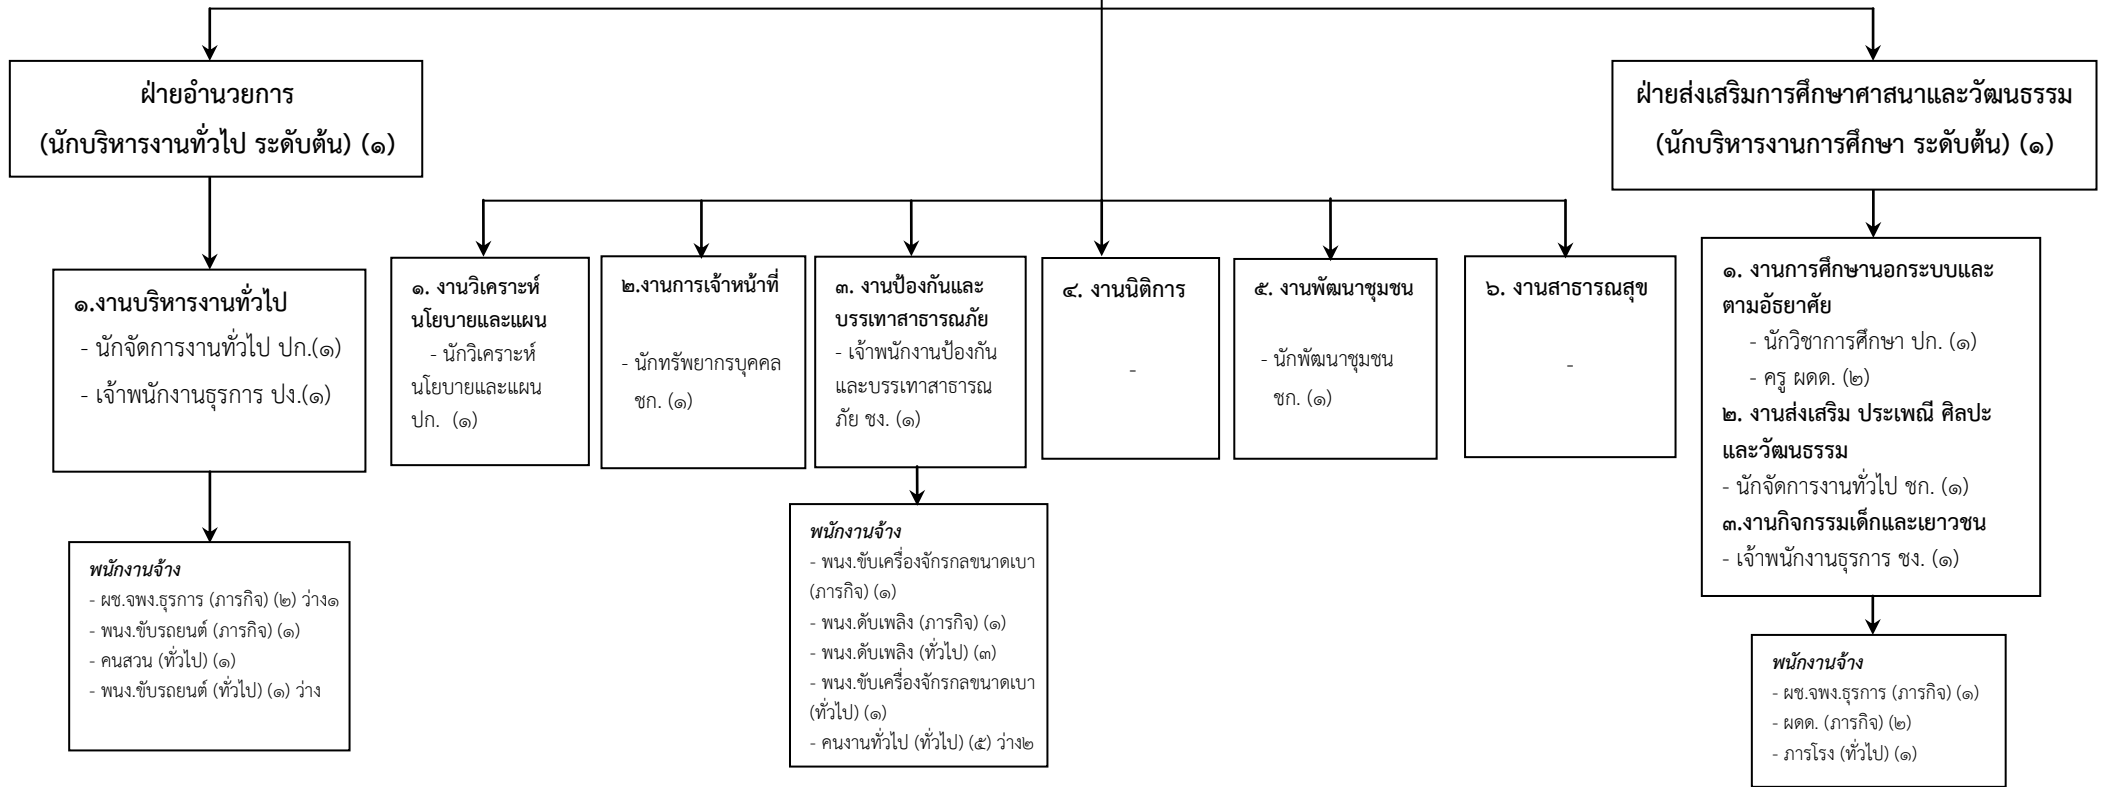 ฝ่ายอำนวยการ
(นักบริหารงานทั่วไป ระดับต้น) (๑)
ฝ่ายส่งเสริมการศึกษาศาสนาและวัฒนธรรม
(นักบริหารงานการศึกษา ระดับต้น) (๑)
๑.งานบริหารงานทั่วไป
- นักจัดการงานทั่วไป ปก.(๑)
- เจ้าพนักงานธุรการ ปง.(๑)
๑. งานวิเคราะห์
นโยบายและแผน
- นักวิเคราะห์
นโยบายและแผน
ปก. (๑)
๒.งานการเจ้าหน้าที่
- นักทรัพยากรบุคคล
ชก. (๑)
๓. งานป้องกันและ
บรรเทาสาธารณภัย
- เจ้าพนักงานป้องกัน
และบรรเทาสาธารณ
ภัย ชง. (๑)
๔. งานนิติการ
-
๕. งานพัฒนาชุมชน
- นักพัฒนาชุมชน
ชก. (๑)
๖. งานสาธารณสุข
-
๑. งานการศึกษานอกระบบและ
ตามอัธยาศัย
- นักวิชาการศึกษา ปก. (๑)
- ครู ผดด. (๒)
๒. งานส่งเสริม ประเพณี ศิลปะ
และวัฒนธรรม
- นักจัดการงานทั่วไป ชก. (๑)
๓.งานกิจกรรมเด็กและเยาวชน
- เจ้าพนักงานธุรการ ชง. (๑)
พนักงานจ้าง
- ผช.จพง.ธุรการ (ภารกิจ) (๒) ว่าง๑
- พนง.ขับรถยนต์ (ภารกิจ) (๑)
- คนสวน (ทั่วไป) (๑)
- พนง.ขับรถยนต์ (ทั่วไป) (๑) ว่าง
พนักงานจ้าง
- พนง.ขับเครื่องจักรกลขนาดเบา
(ภารกิจ) (๑)
- พนง.ดับเพลิง (ภารกิจ) (๑)
- พนง.ดับเพลิง (ทั่วไป) (๓)
- พนง.ขับเครื่องจักรกลขนาดเบา
(ทั่วไป) (๑)
- คนงานทั่วไป (ทั่วไป) (๕) ว่าง๒
พนักงานจ้าง
- ผช.จพง.ธุรการ (ภารกิจ) (๑)
- ผดด. (ภารกิจ) (๒)
- ภารโรง (ทั่วไป) (๑)